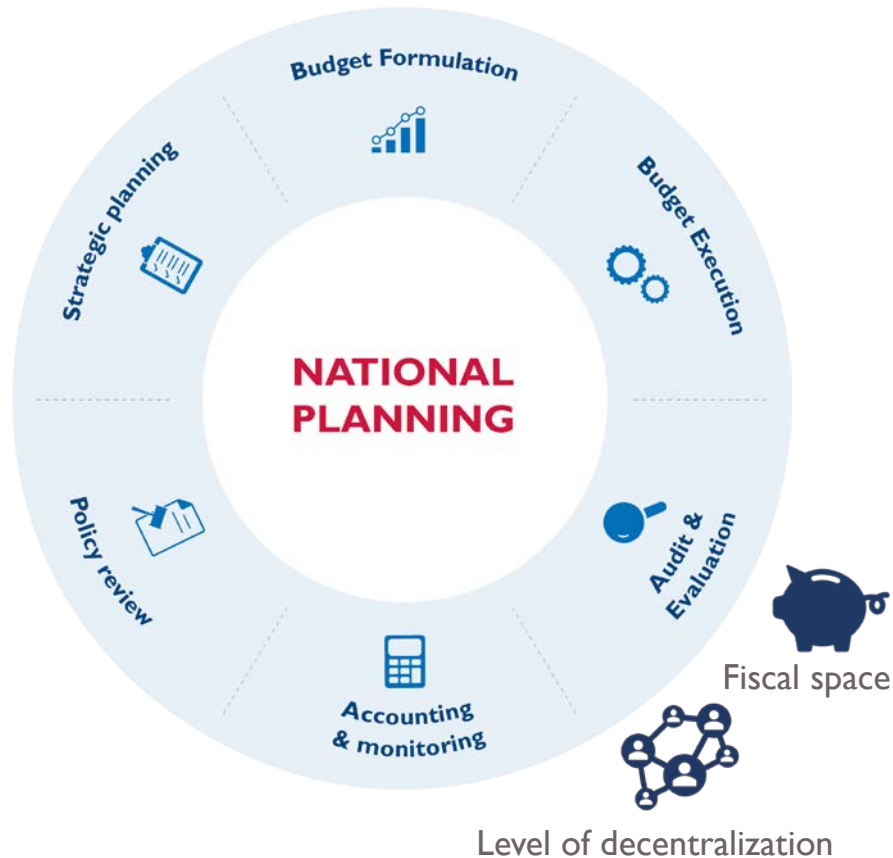 Budget Formulation
Strategic planning
Budget Execution
NATIONAL
PLANNING
Policy review
Audit &
Evaluation
Fiscal space
Accounting
& monitoring
Level of decentralization